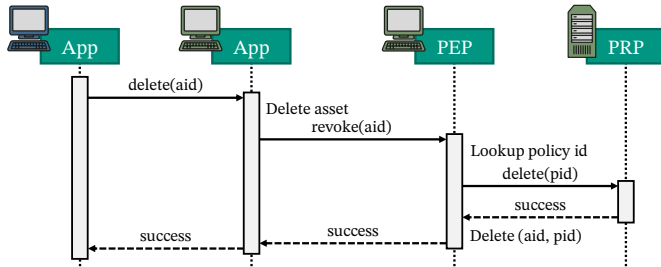 App
App
PEP
PRP
delete(aid)
Delete asset
revoke(aid)
Lookup policy id
delete(pid)
success
Delete (aid, pid)
success
success